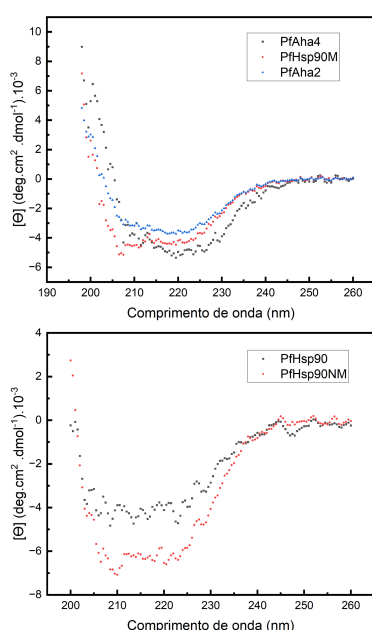 10
8
6
4
2
0
−2
−4
−6
[Θ] (deg.cm² .dmol⁻¹).10⁻³
PfAha4
PfHsp90M
PfAha2
190 200 210 220 230 240 250 260
Comprimento de onda (nm)
4
2
0
−2
−4
−6
−8
[Θ] (deg.cm² .dmol⁻¹).10⁻³
PfHsp90
PfHsp90NM
200 210 220 230 240 250 260
Comprimento de onda (nm)